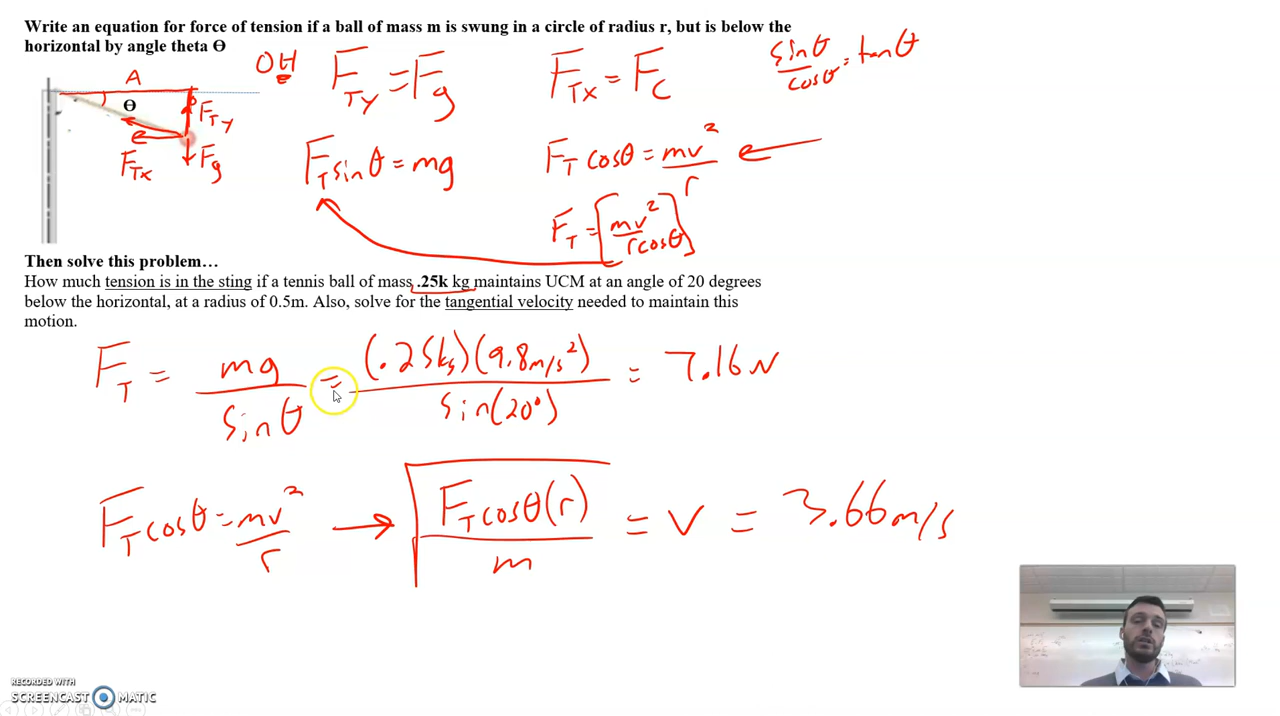 Write an equation for force of tension if a ball of mass m is swung in a circle of radius r, but is below the
horizontal by angle theta Ɵ
A
Ɵ
F_Ty
F_Tx
F_g
OH
F_Ty = F_g
F_T sinθ = mg
F_Tx = F_c
F_T cosθ = mv²/r
F_T = [mv²/rcosθ]
sinθ/cosθ = tanθ
Then solve this problem…
How much tension is in the sting if a tennis ball of mass .25k kg maintains UCM at an angle of 20 degrees
below the horizontal, at a radius of 0.5m. Also, solve for the tangential velocity needed to maintain this
motion.
F_T = mg/sinθ = (.25kg)(9.8m/s²)/sin(20°) = 7.16N
F_T cosθ = mv²/r → √(F_T cosθ(r)/m) = v = 3.66m/s
RECORDED WITH
SCREENCAST MATIC